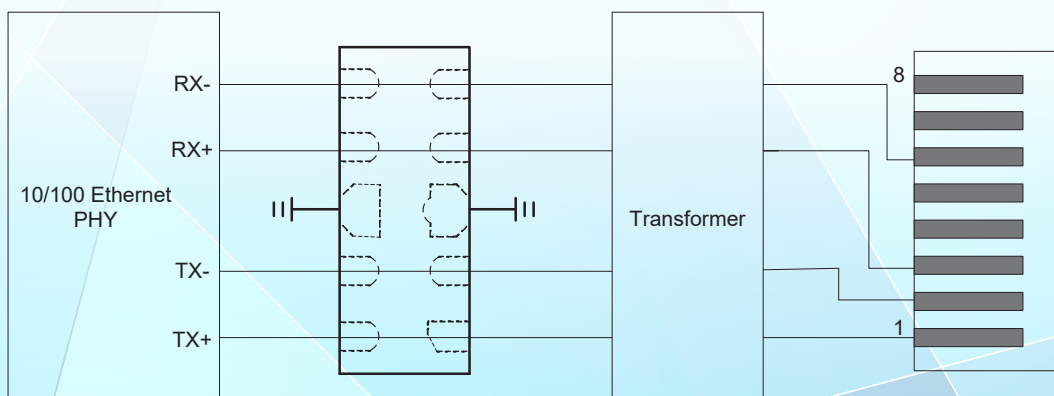 RX-
8
RX+
10/100 Ethernet
PHY
Transformer
TX-
TX+
1